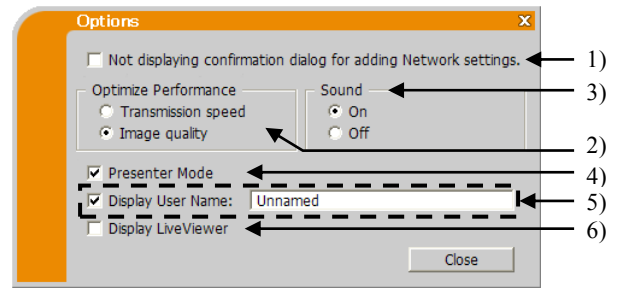 Options
x
Not displaying confirmation dialog for adding Network settings.
1)
Optimize Performance
Sound
3)
Transmission speed
On
Image quality
Off
2)
Presenter Mode
4)
Display User Name: Unnamed
5)
Display LiveViewer
6)
Close